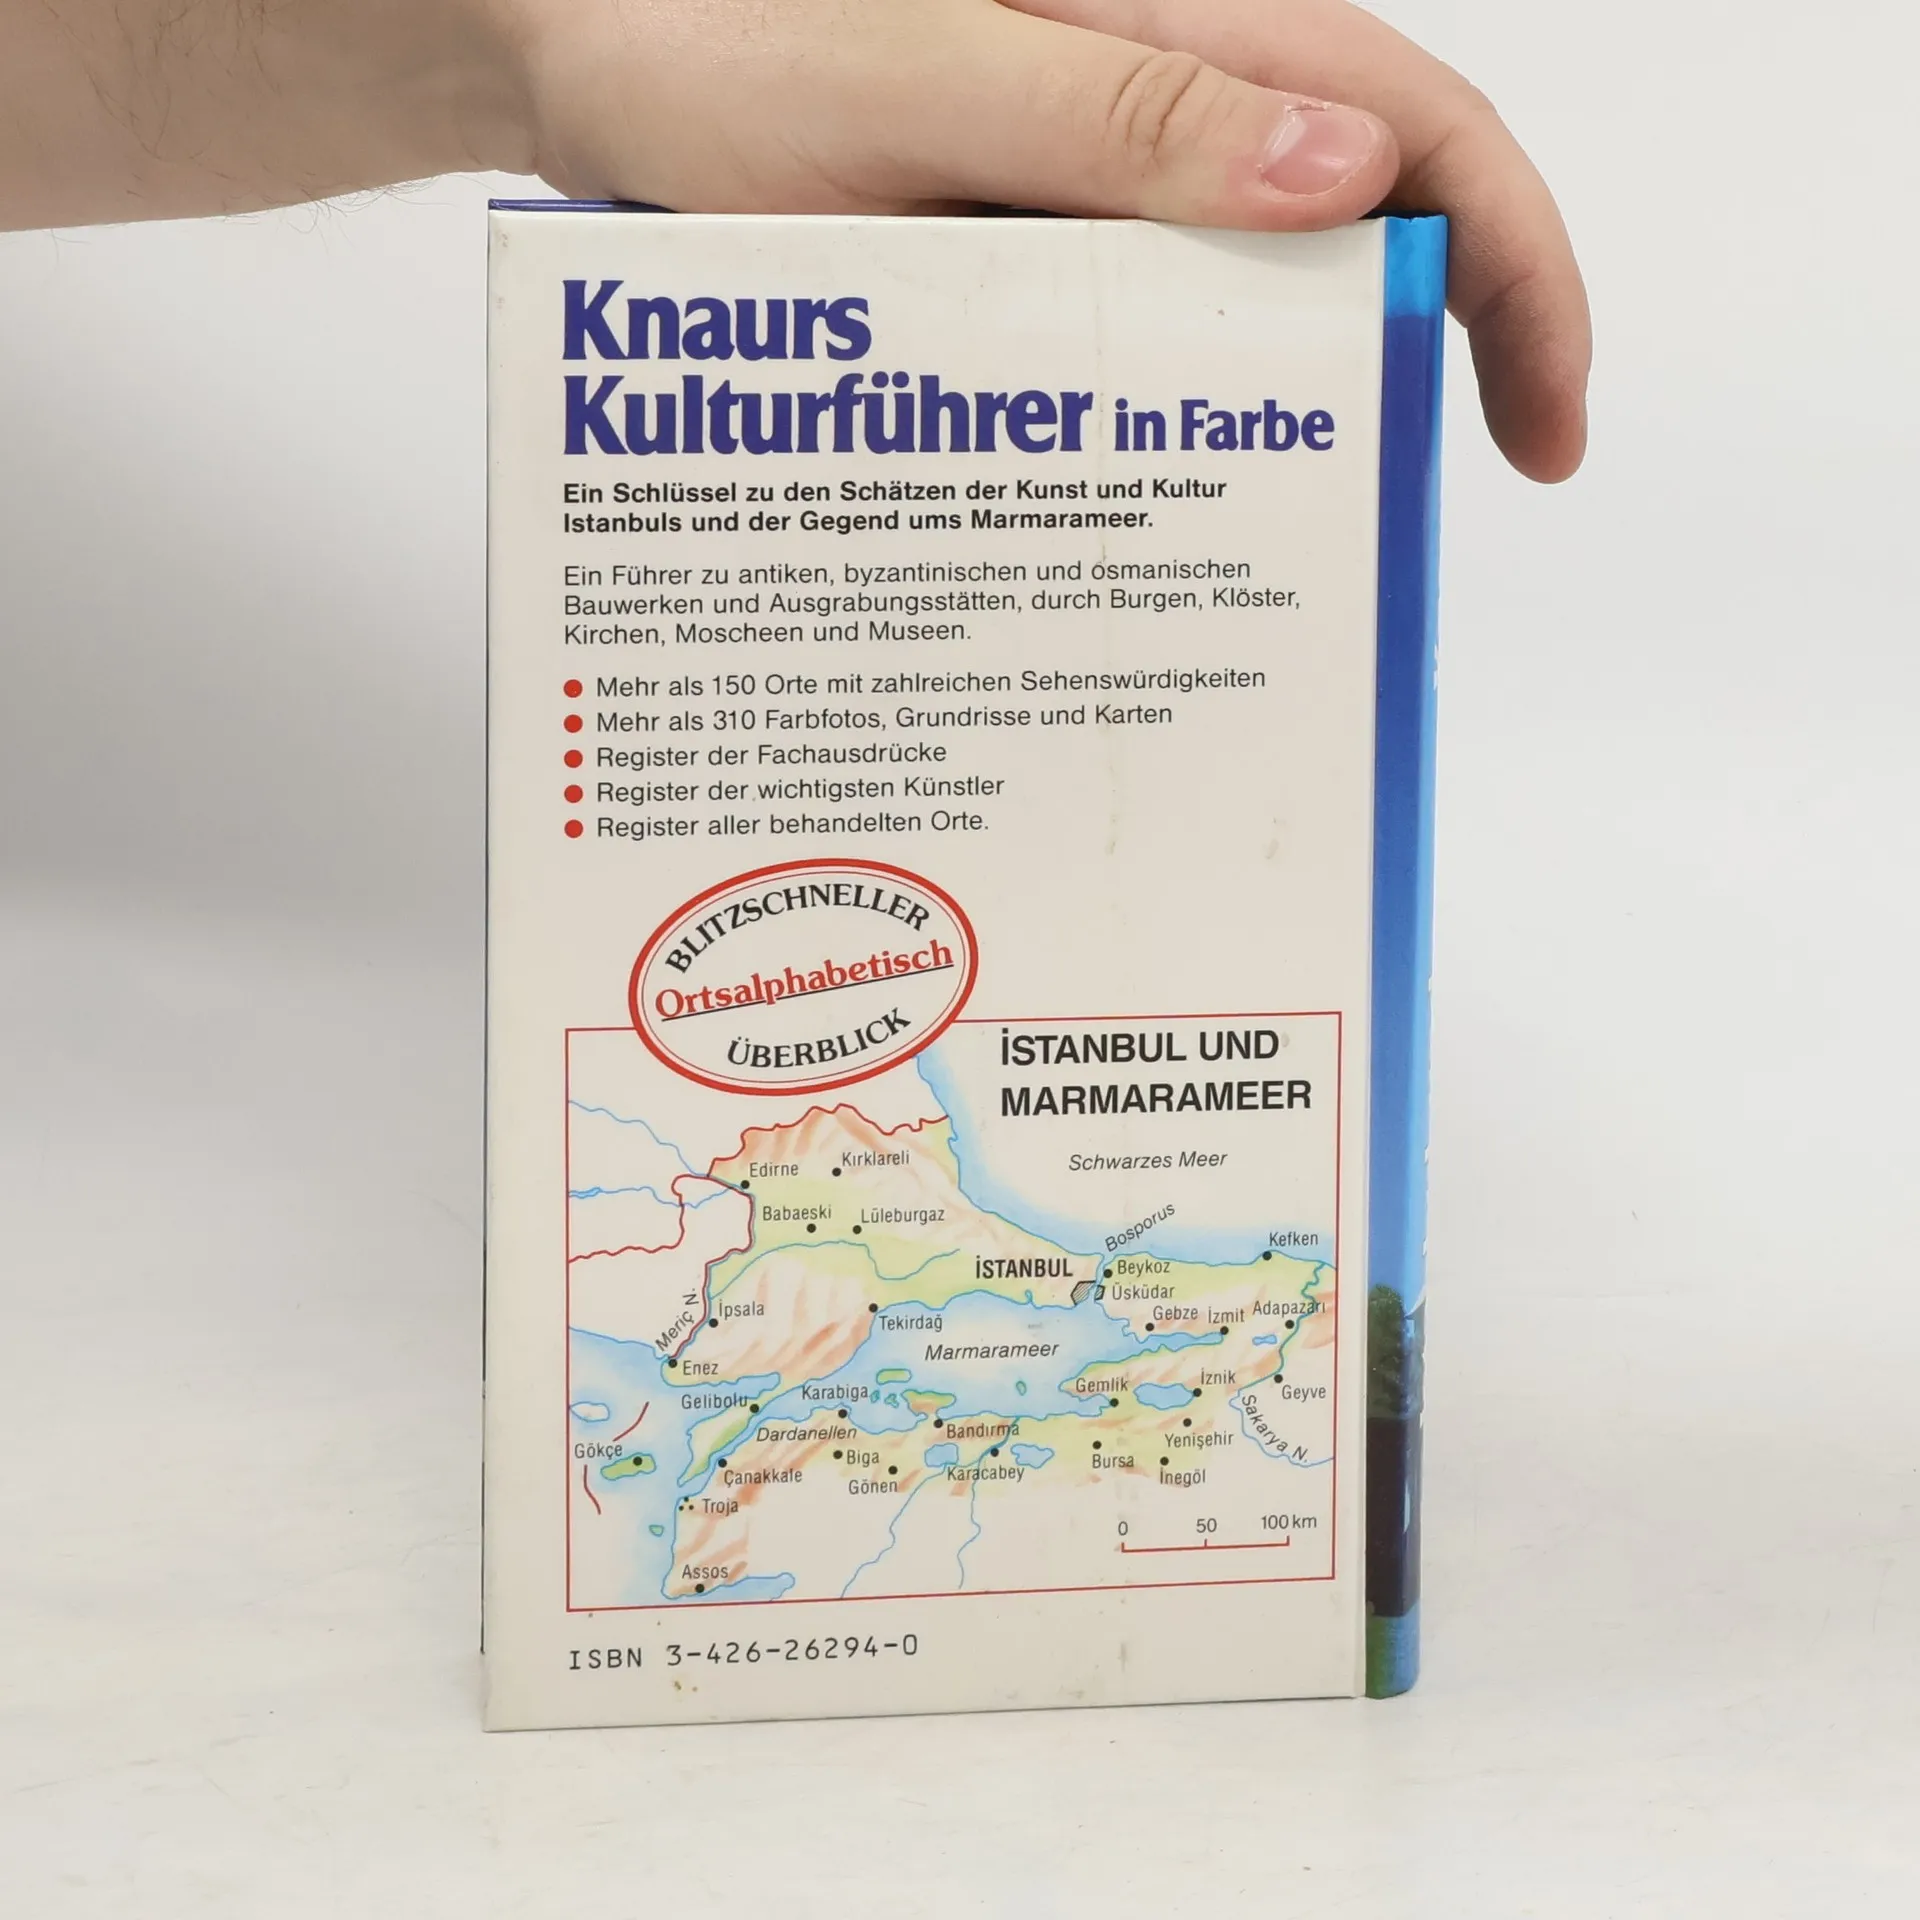 Knaurs
Kulturführer in Farbe
Ein Schlüssel zu den Schätzen der Kunst und Kultur
Istanbuls und der Gegend ums Marmarameer.
Ein Führer zu antiken, byzantinischen und osmanischen
Bauwerken und Ausgrabungsstätten, durch Burgen, Klöster,
Kirchen, Moscheen und Museen.
Mehr als 150 Orte mit zahlreichen Sehenswürdigkeiten
Mehr als 310 Farbfotos, Grundrisse und Karten
Register der Fachausdrücke
Register der wichtigsten Künstler
Register aller behandelten Orte.
BLITZSCHNELLER
Ortsalphabetisch
ÜBERBLICK
İSTANBUL UND
MARMARAMEER
Schwarzes Meer
Edirne
Kırklareli
Babaeski
Lüleburgaz
Bosporus
Kefken
İSTANBUL
Beykoz
Üsküdar
Meriç N.
İpsala
Tekirdağ
Gebze
İzmit
Adapazarı
Marmarameer
Enez
Gelibolu
Karabiga
Gemlik
İznik
Geyve
Sakarya N.
Dardanellen
Bandırma
Yenişehir
Gökçe
Çanakkale
Biga
Gönen
Karacabey
Bursa
İnegöl
Troja
Assos
0 50 100 km
ISBN 3-426-26294-0